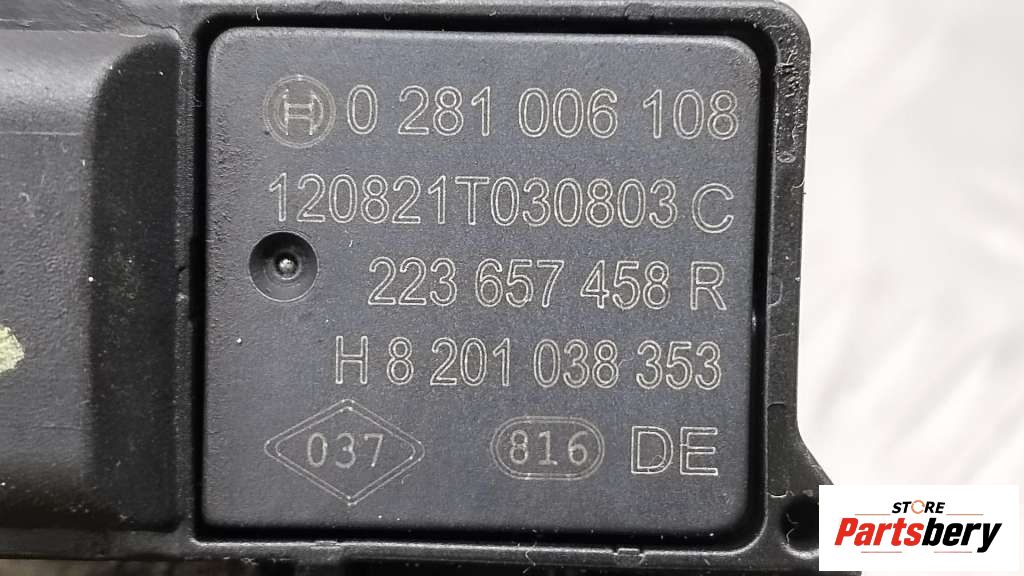 0 281 006 108
120821T030803 C
223 657 458 R
H 8 201 038 353
037 816 DE
STORE
Partsbery